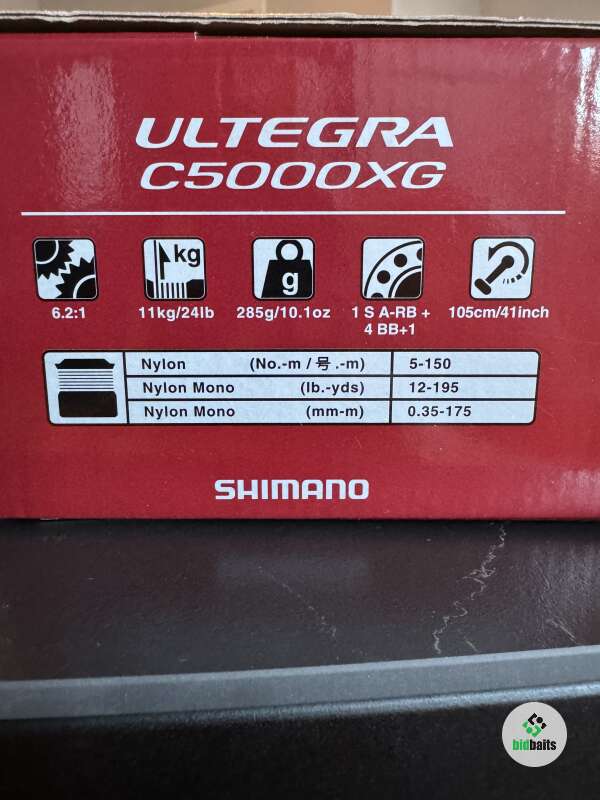 ULTEGRA
C5000XG
kg
g
6.2:1
11kg/24lb
285g/10.1oz
1 S A-RB +
4 BB+1
105cm/41inch
Nylon (No.-m / 号.-m) 5-150
Nylon Mono (lb.-yds) 12-195
Nylon Mono (mm-m) 0.35-175
SHIMANO
bidbaits